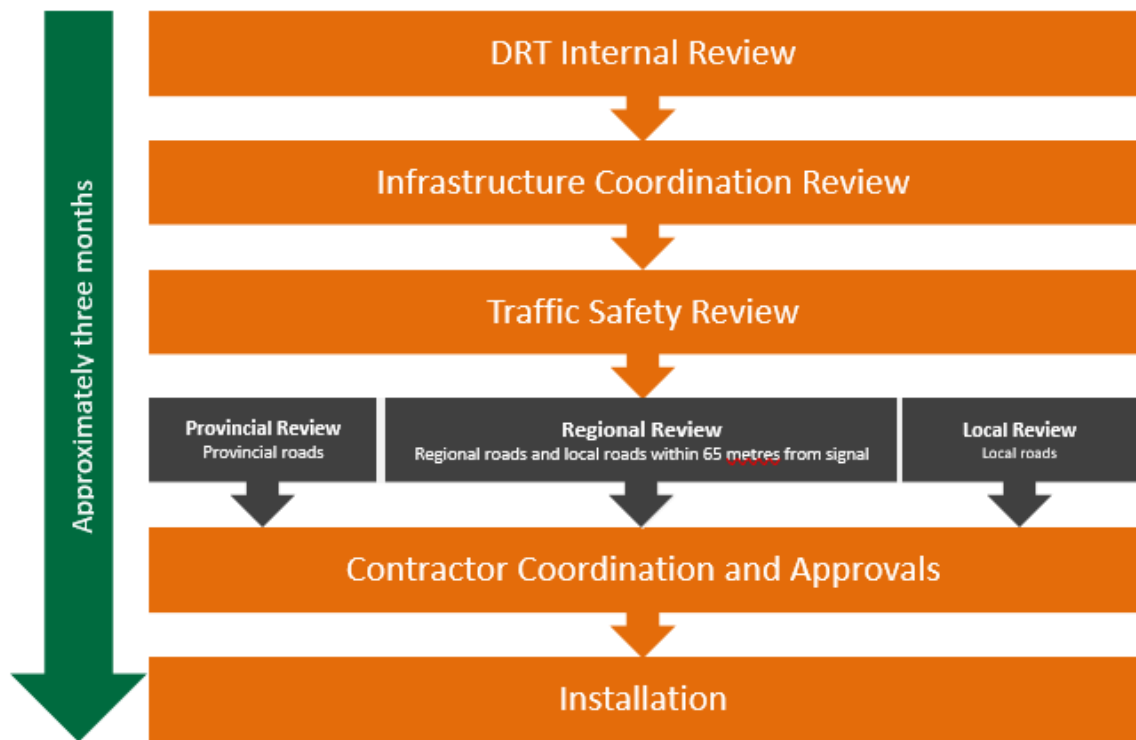 DRT Internal Review
Infrastructure Coordination Review
Traffic Safety Review
Provincial Review
Provincial roads
Regional Review
Regional roads and local roads within 65 metres from signal
Local Review
Local roads
Contractor Coordination and Approvals
Installation
Approximately three months